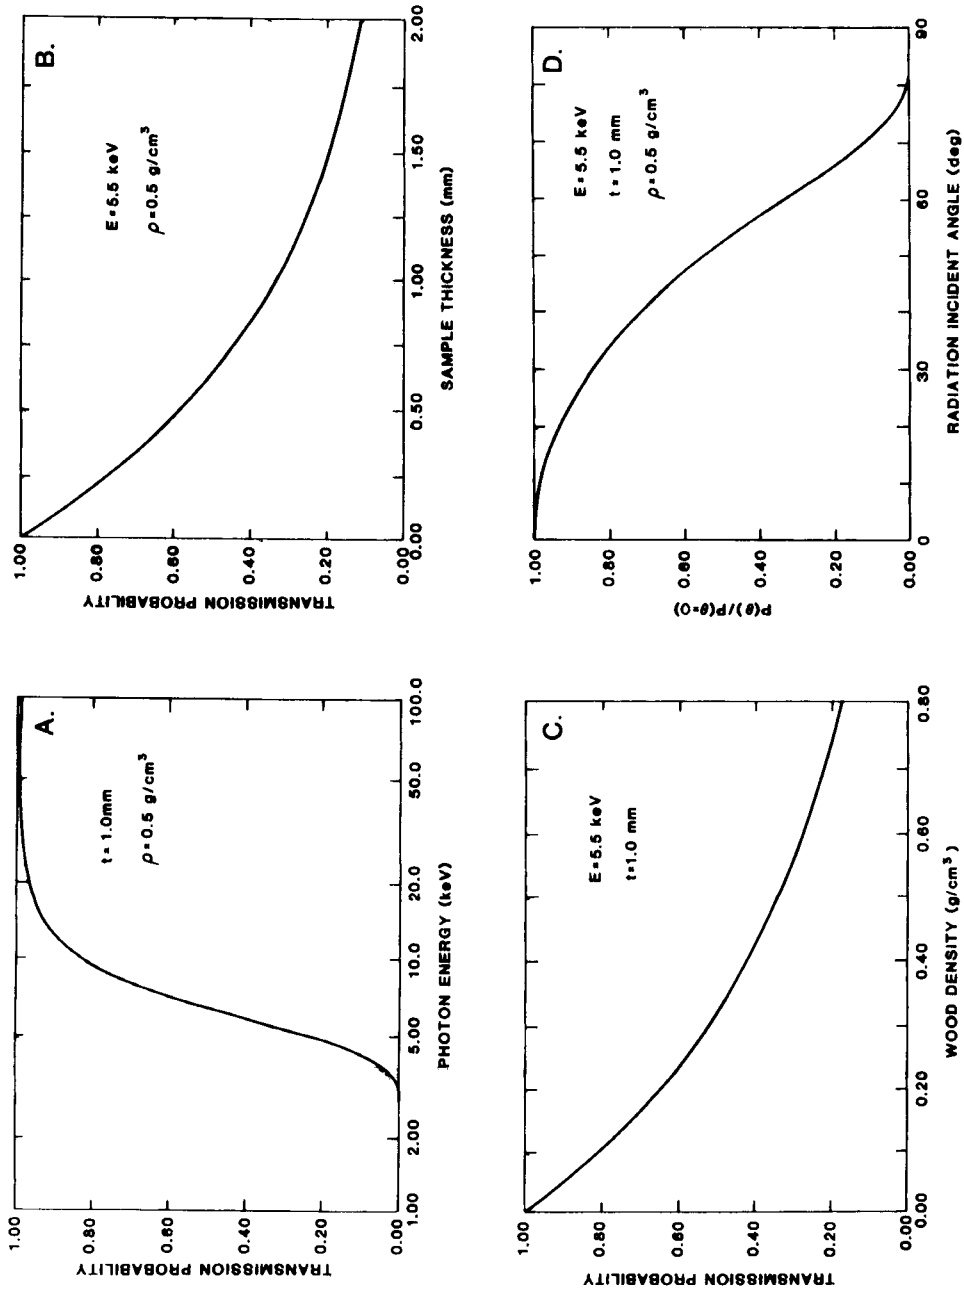 A.
t = 1.0mm
ρ=0.5 g/cm³
TRANSMISSION PROBABILITY
1.00
0.80
0.60
0.40
0.20
0.00
1.00
2.00
5.00
10.0
20.0
50.0
100.0
PHOTON ENERGY (keV)
B.
E=5.5 keV
ρ=0.5 g/cm³
TRANSMISSION PROBABILITY
1.00
0.80
0.60
0.40
0.20
0.00
0.00
0.50
1.00
1.50
2.00
SAMPLE THICKNESS (mm)
C.
E=5.5 keV
t=1.0 mm
TRANSMISSION PROBABILITY
1.00
0.80
0.60
0.40
0.20
0.00
0.00
0.20
0.40
0.60
0.80
WOOD DENSITY (g/cm³)
D.
E=5.5 keV
t=1.0 mm
ρ=0.5 g/cm³
P(θ)/P(θ=0)
1.00
0.80
0.60
0.40
0.20
0.00
0
30
60
90
RADIATION INCIDENT ANGLE (deg)